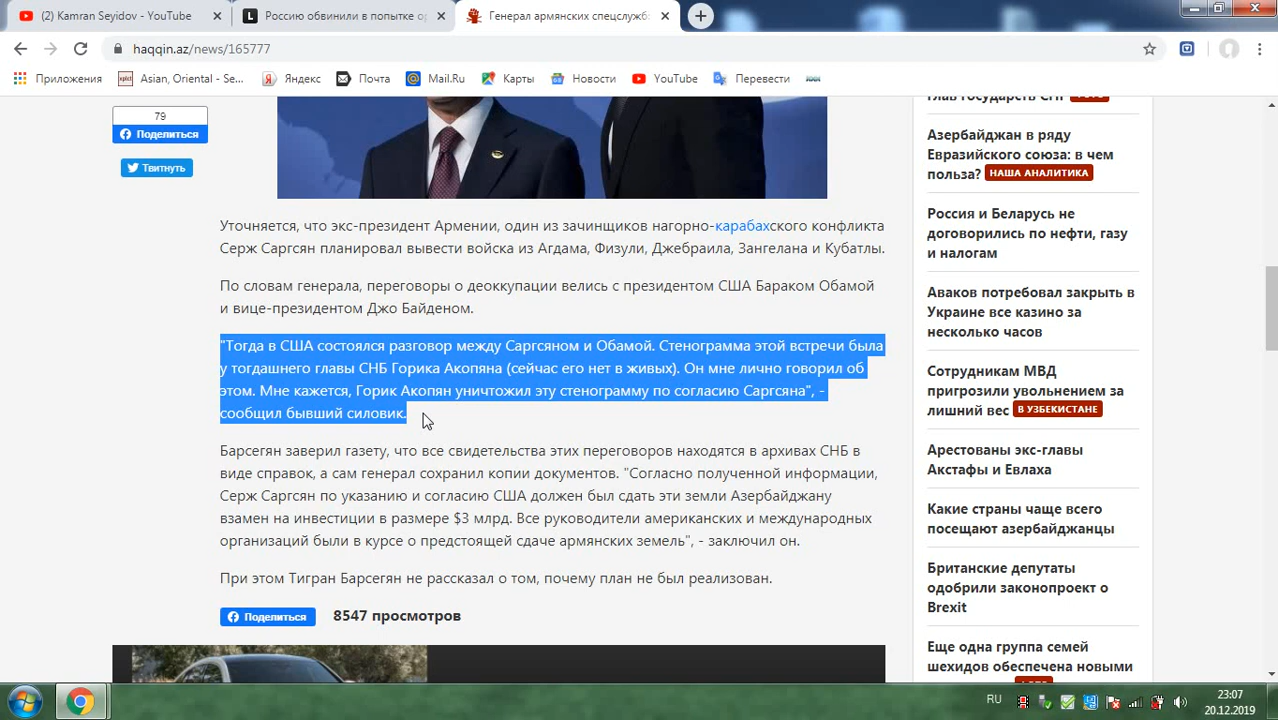 (2) Kamran Seyidov - YouTube
Россию обвинили в попытке ор
Генерал армянских спецслужб:
haqqin.az/news/165777
Приложения
Asian, Oriental - Se...
Яндекс
Почта
Mail.Ru
Карты
Новости
YouTube
Перевести
79
Поделиться
Твитнуть
Уточняется, что экс-президент Армении, один из зачинщиков нагорно-карабахского конфликта
Серж Саргсян планировал вывести войска из Агдама, Физули, Джебраила, Зангелана и Кубатлы.
По словам генерала, переговоры о деоккупации велись с президентом США Бараком Обамой
и вице-президентом Джо Байденом.
"Тогда в США состоялся разговор между Саргсяном и Обамой. Стенограмма этой встречи была
у тогдашнего главы СНБ Горика Акопяна (сейчас его нет в живых). Он мне лично говорил об
этом. Мне кажется, Горик Акопян уничтожил эту стенограмму по согласию Саргсяна", -
сообщил бывший силовик.
Барсегян заверил газету, что все свидетельства этих переговоров находятся в архивах СНБ в
виде справок, а сам генерал сохранил копии документов. "Согласно полученной информации,
Серж Саргсян по указанию и согласию США должен был сдать эти земли Азербайджану
взамен на инвестиции в размере $3 млрд. Все руководители американских и международных
организаций были в курсе о предстоящей сдаче армянских земель", - заключил он.
При этом Тигран Барсегян не рассказал о том, почему план не был реализован.
Поделиться
8547 просмотров
глав государств СНГ
Азербайджан в ряду
Евразийского союза: в чем
польза? НАША АНАЛИТИКА
Россия и Беларусь не
договорились по нефти, газу
и налогам
Аваков потребовал закрыть в
Украине все казино за
несколько часов
Сотрудникам МВД
пригрозили увольнением за
лишний вес В УЗБЕКИСТАНЕ
Арестованы экс-главы
Акстафы и Евлаха
Какие страны чаще всего
посещают азербайджанцы
Британские депутаты
одобрили законопроект о
Brexit
Еще одна группа семей
шехидов обеспечена новыми
RU
23:07
20.12.2019